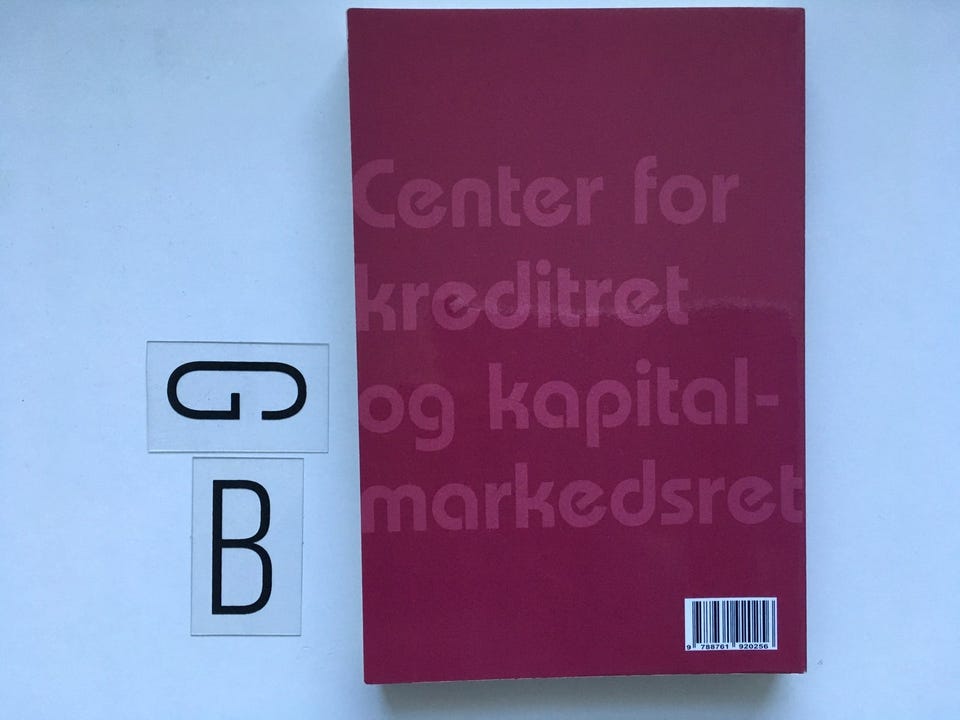 G
B
Center for
kreditret
og kapital-
markedsret
9 788761 920256